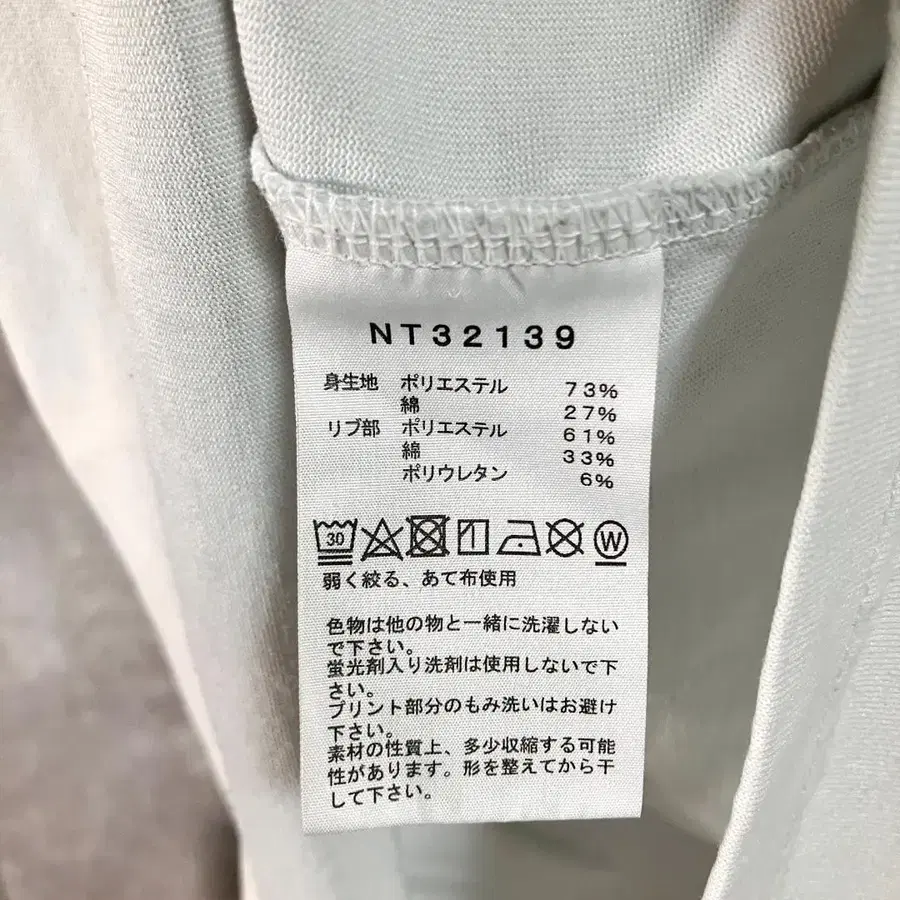 NT32139
身生地 ポリエステル 73%
綿 27%
リブ部 ポリエステル 61%
綿 33%
ポリウレタン 6%
30 W
弱く絞る、あて布使用
色物は他の物と一緒に洗濯しない
で下さい。
蛍光剤入り洗剤は使用しないで下
さい。
プリント部分のもみ洗いはお避け
下さい。
素材の性質上、多少収縮する可能
性があります。形を整えてから干
して下さい。